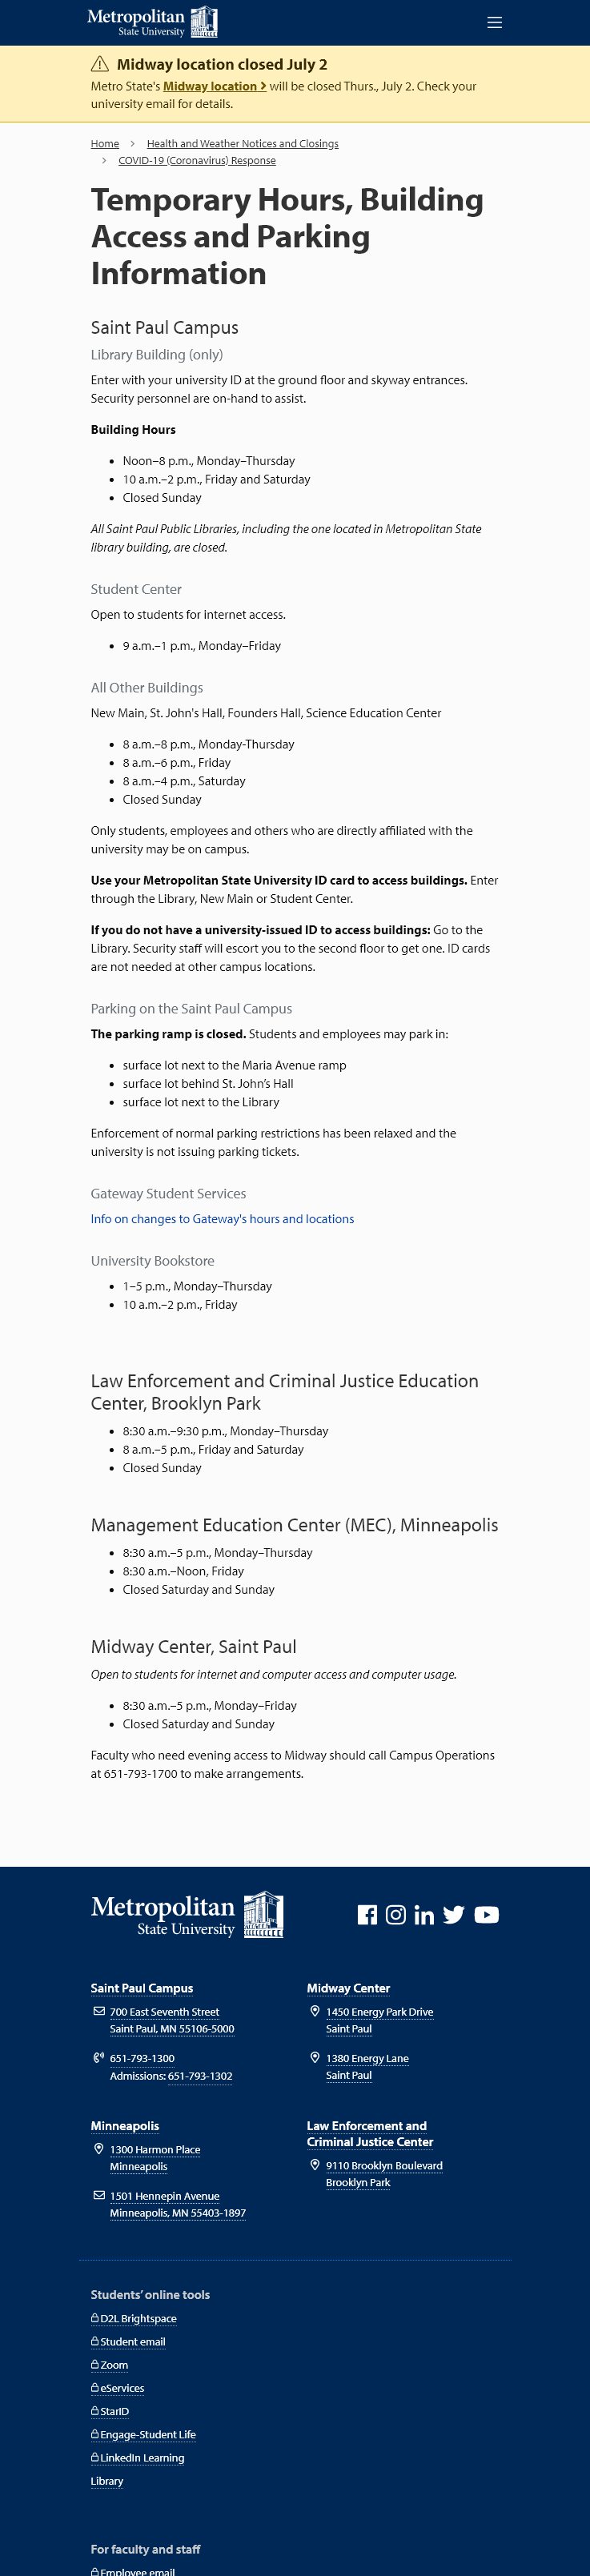 Metropolitan
State University
Midway location closed July 2
Metro State's Midway location will be closed Thurs., July 2. Check your
university email for details.
Home
Health and Weather Notices and Closings
COVID-19 (Coronavirus) Response
Temporary Hours, Building
Access and Parking
Information
Saint Paul Campus
Library Building (only)
Enter with your university ID at the ground floor and skyway entrances.
Security personnel are on-hand to assist.
Building Hours
• Noon–8 p.m., Monday–Thursday
• 10 a.m.–2 p.m., Friday and Saturday
• Closed Sunday
All Saint Paul Public Libraries, including the one located in Metropolitan State
library building, are closed.
Student Center
Open to students for internet access.
• 9 a.m.–1 p.m., Monday–Friday
All Other Buildings
New Main, St. John's Hall, Founders Hall, Science Education Center
• 8 a.m.–8 p.m., Monday-Thursday
• 8 a.m.–6 p.m., Friday
• 8 a.m.–4 p.m., Saturday
• Closed Sunday
Only students, employees and others who are directly affiliated with the
university may be on campus.
Use your Metropolitan State University ID card to access buildings. Enter
through the Library, New Main or Student Center.
If you do not have a university-issued ID to access buildings: Go to the
Library. Security staff will escort you to the second floor to get one. ID cards
are not needed at other campus locations.
Parking on the Saint Paul Campus
The parking ramp is closed. Students and employees may park in:
• surface lot next to the Maria Avenue ramp
• surface lot behind St. John’s Hall
• surface lot next to the Library
Enforcement of normal parking restrictions has been relaxed and the
university is not issuing parking tickets.
Gateway Student Services
Info on changes to Gateway's hours and locations
University Bookstore
• 1–5 p.m., Monday–Thursday
• 10 a.m.–2 p.m., Friday
Law Enforcement and Criminal Justice Education
Center, Brooklyn Park
• 8:30 a.m.–9:30 p.m., Monday–Thursday
• 8 a.m.–5 p.m., Friday and Saturday
• Closed Sunday
Management Education Center (MEC), Minneapolis
• 8:30 a.m.–5 p.m., Monday–Thursday
• 8:30 a.m.–Noon, Friday
• Closed Saturday and Sunday
Midway Center, Saint Paul
Open to students for internet and computer access and computer usage.
• 8:30 a.m.–5 p.m., Monday–Friday
• Closed Saturday and Sunday
Faculty who need evening access to Midway should call Campus Operations
at 651-793-1700 to make arrangements.
Metropolitan
State University
Saint Paul Campus
700 East Seventh Street
Saint Paul, MN 55106-5000
651-793-1300
Admissions: 651-793-1302
Midway Center
1450 Energy Park Drive
Saint Paul
1380 Energy Lane
Saint Paul
Minneapolis
1300 Harmon Place
Minneapolis
1501 Hennepin Avenue
Minneapolis, MN 55403-1897
Law Enforcement and
Criminal Justice Center
9110 Brooklyn Boulevard
Brooklyn Park
Students’ online tools
D2L Brightspace
Student email
Zoom
eServices
StarID
Engage-Student Life
LinkedIn Learning
Library
For faculty and staff
Employee email